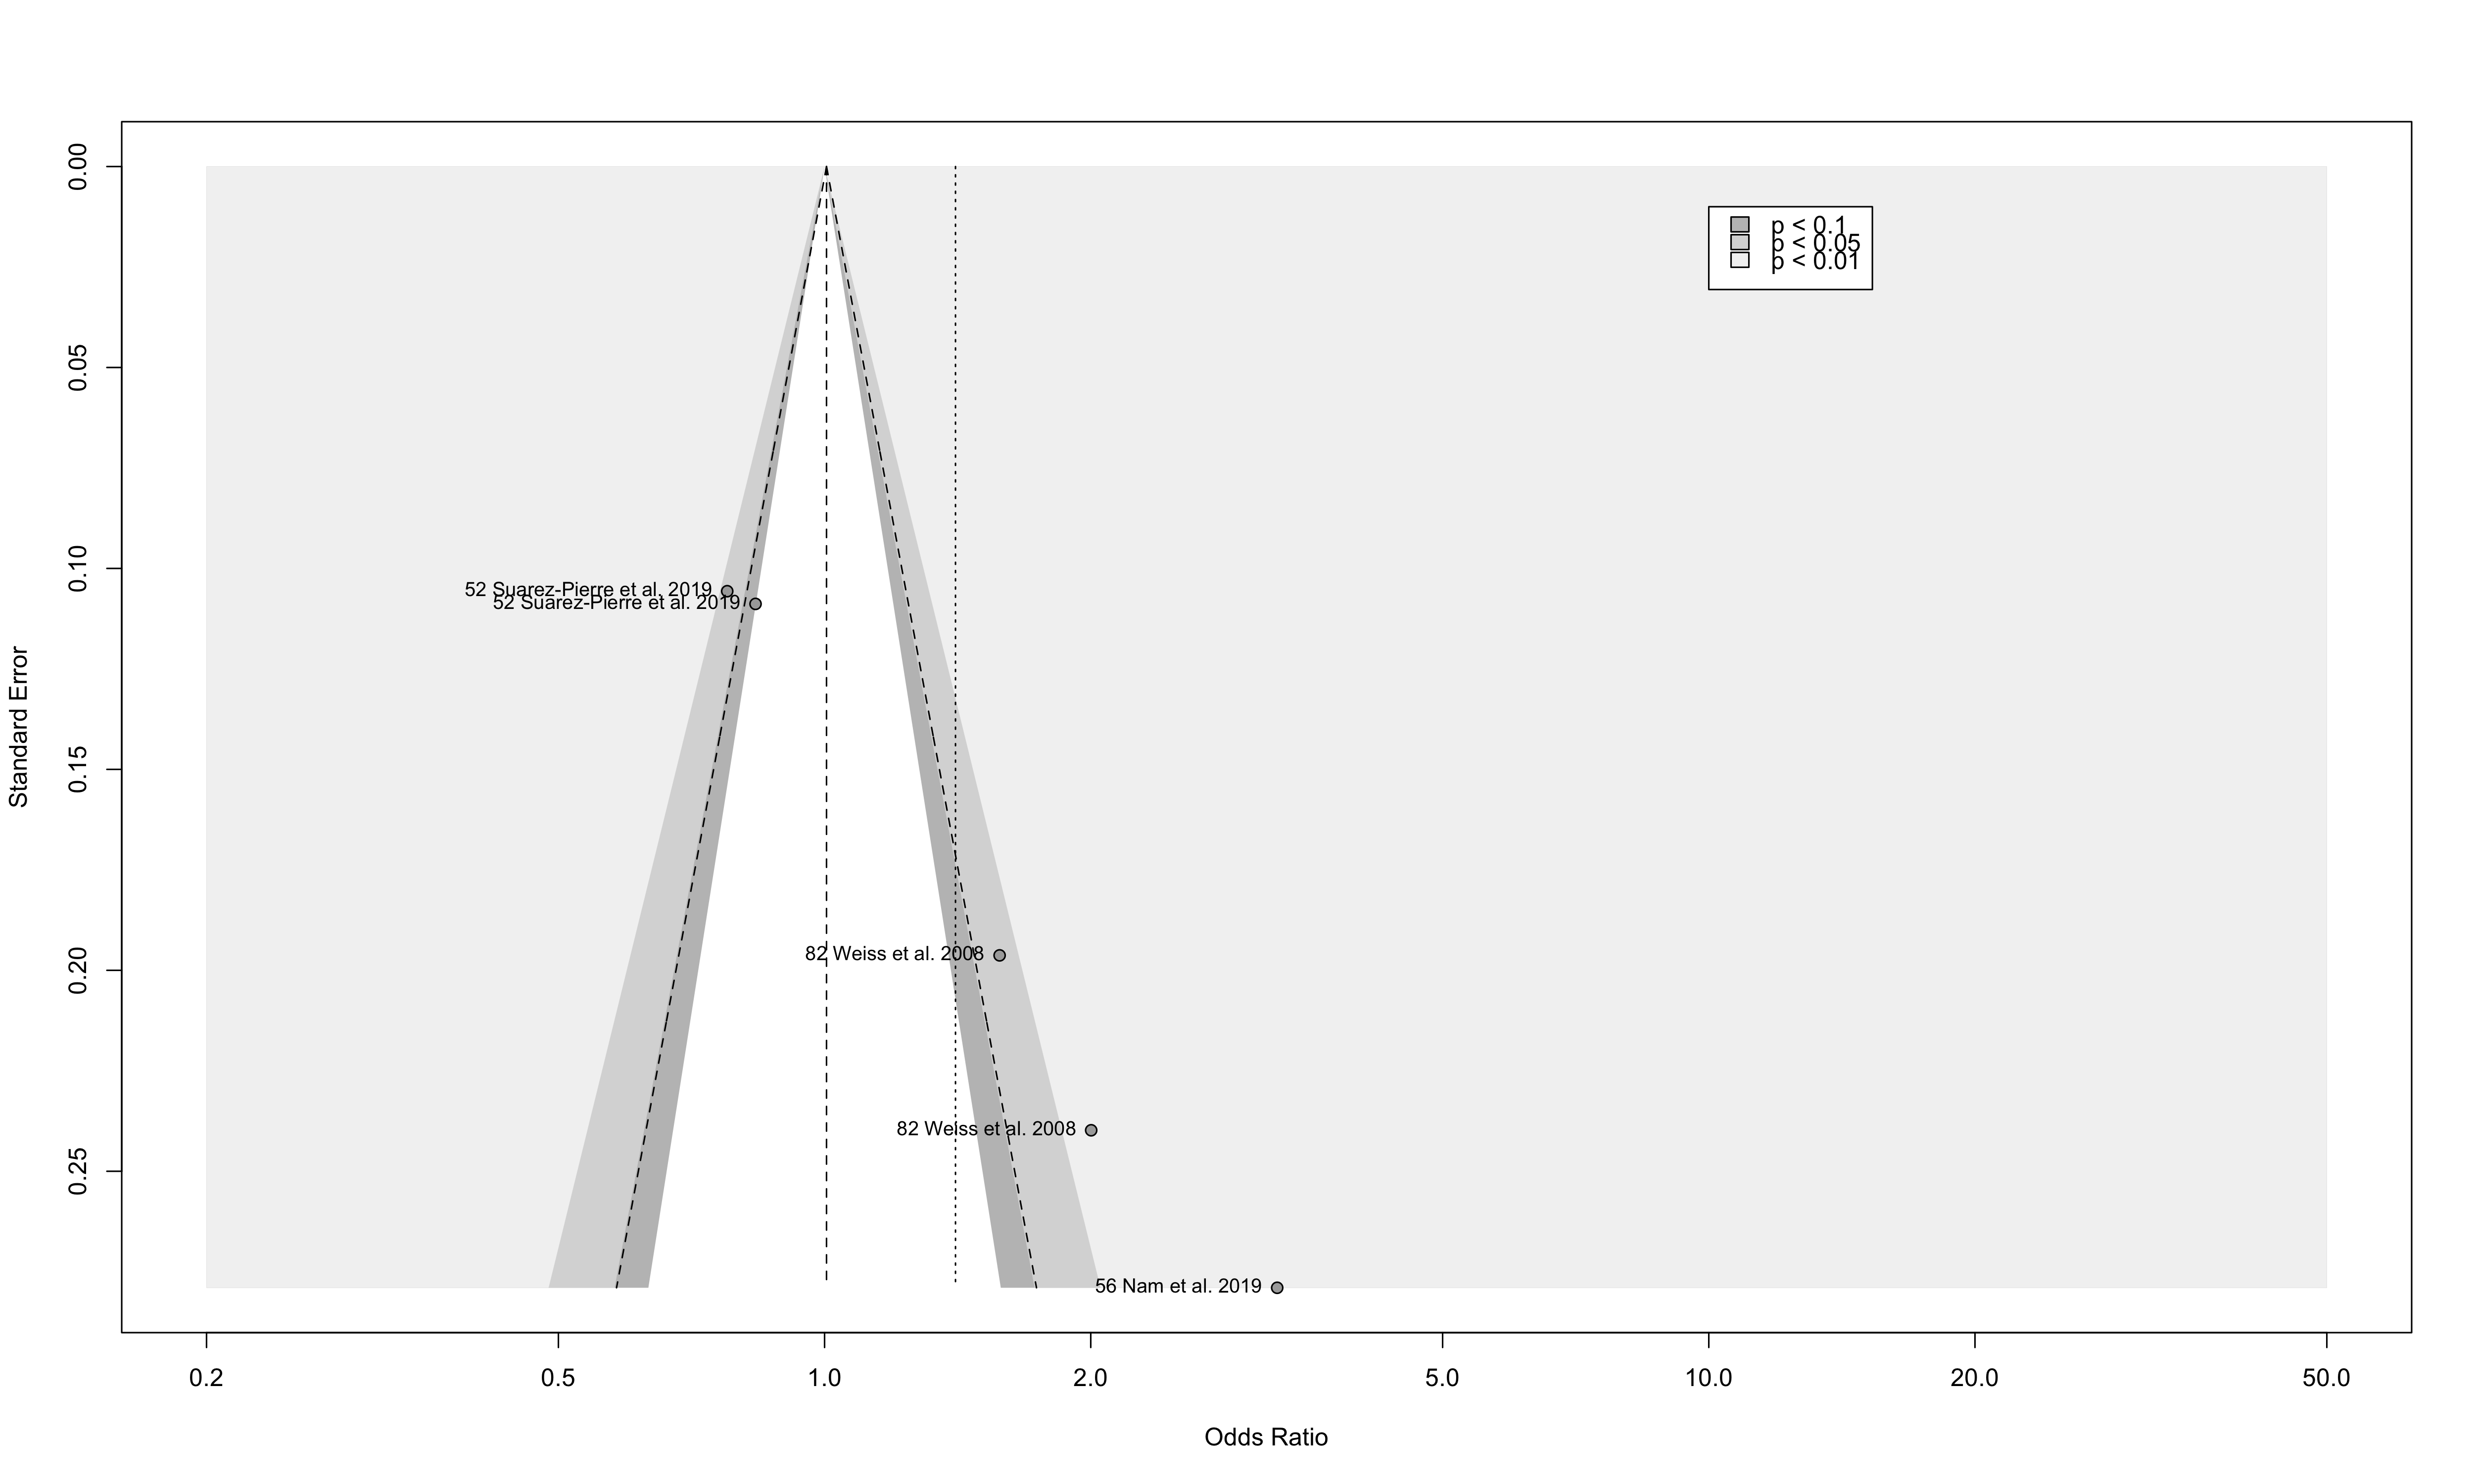 0.00
0.05
0.10
0.15
0.20
0.25
Standard Error
p < 0.1
p < 0.05
p < 0.01
52 Suarez-Pierre et al. 2019
52 Suarez-Pierre et al. 2019
82 Weiss et al. 2008
82 Weiss et al. 2008
56 Nam et al. 2019
0.2
0.5
1.0
2.0
5.0
10.0
20.0
50.0
Odds Ratio